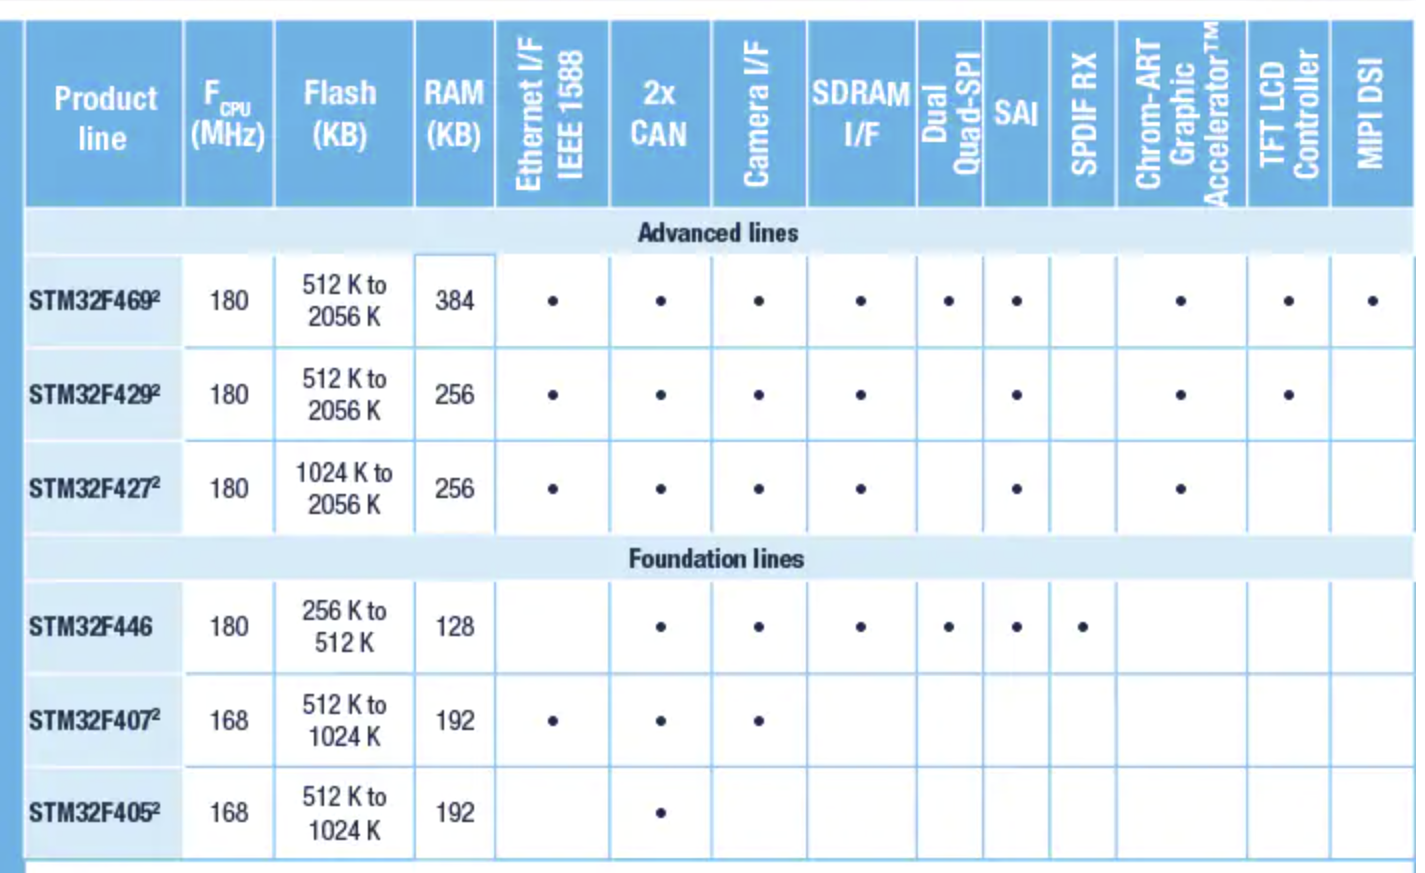 Product line F CPU (MHz) Flash (KB) RAM (KB) Ethernet I/F IEEE 1588 2x CAN Camera I/F SDRAM I/F Dual Quad-SPI SAI SPDIF RX Chrom-ART Graphic Accelerator™ TFT LCD Controller MIPI DSI
Advanced lines
STM32F469² 180 512 K to 2056 K 384 • • • • • • • • •
STM32F429² 180 512 K to 2056 K 256 • • • • • • •
STM32F427² 180 1024 K to 2056 K 256 • • • • • •
Foundation lines
STM32F446 180 256 K to 512 K 128 • • • • • •
STM32F407² 168 512 K to 1024 K 192 • • •
STM32F405² 168 512 K to 1024 K 192 •